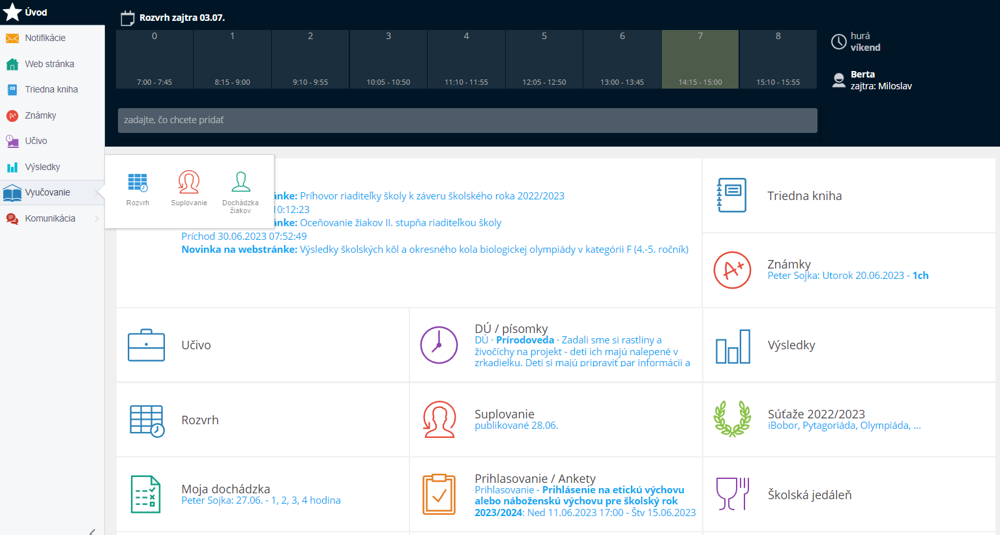 Úvod
Notifikácie
Web stránka
Triedna kniha
Známky
Učivo
Výsledky
Vyučovanie
Komunikácia
Rozvrh zajtra 03.07.
0 1 2 3 4 5 6 7 8
7:00 - 7:45 8:15 - 9:00 9:10 - 9:55 10:05 - 10:50 11:10 - 11:55 12:05 - 12:50 13:00 - 13:45 14:15 - 15:00 15:10 - 15:55
hurá
víkend
Berta
zajtra: Miloslav
zadajte, čo chcete pridať
Rozvrh
Suplovanie
Dochádzka
žiakov
ánke: Príhovor riaditeľky školy k záveru školského roka 2022/2023
10:12:23
ánke: Oceňovanie žiakov II. stupňa riaditeľkou školy
Príchod 30.06.2023 07:52:49
Novinka na webstránke: Výsledky školských kôl a okresného kola biologickej olympiády v kategórii F (4.-5. ročník)
Triedna kniha
Známky
Peter Sojka: Utorok 20.06.2023 - 1ch
Učivo
DÚ / písomky
DÚ · Prírodoveda · Zadali sme si rastliny a
živočíchy na projekt - deti ich majú nalepené v
zrkadielku. Deti si majú pripraviť par informácii a
Výsledky
Rozvrh
Suplovanie
publikované 28.06.
Súťaže 2022/2023
iBobor, Pytagoriáda, Olympiáda, ...
Moja dochádzka
Peter Sojka: 27.06. - 1, 2, 3, 4 hodina
Prihlasovanie / Ankety
Prihlasovanie - Prihlásenie na etickú výchovu
alebo náboženskú výchovu pre školský rok
2023/2024: Ned 11.06.2023 17:00 - Štv 15.06.2023
Školská jedáleň